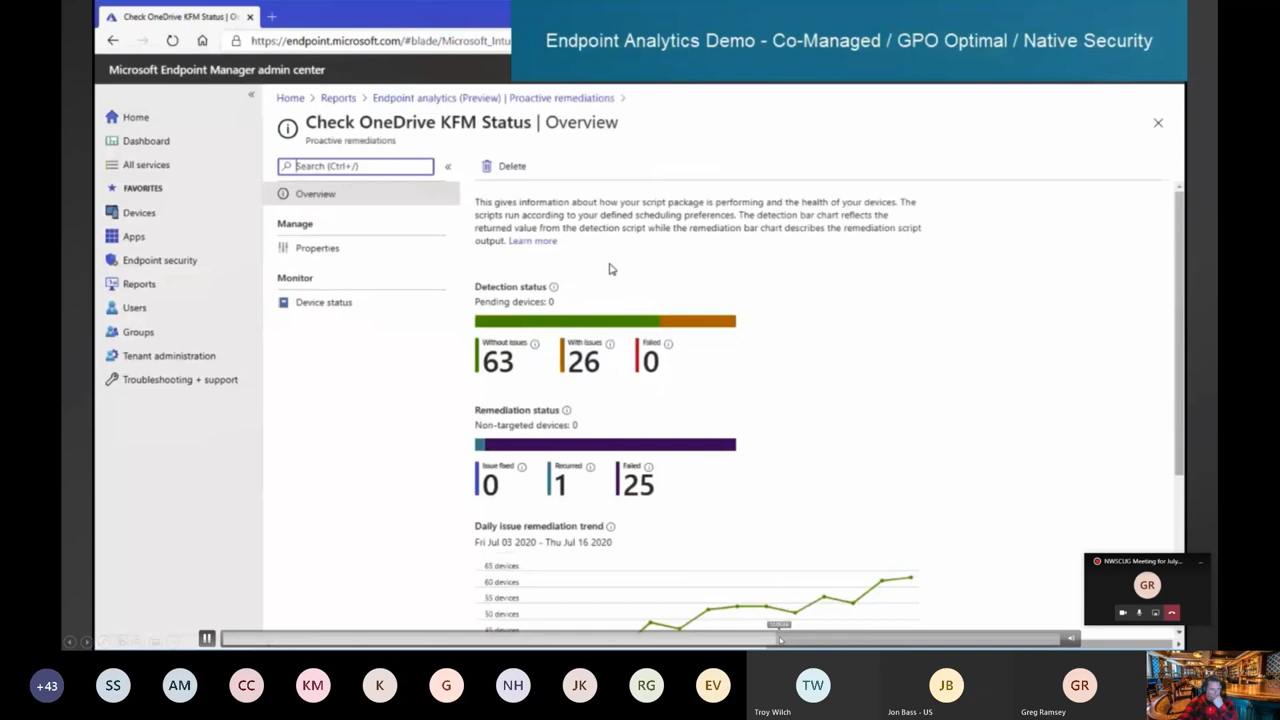 Check OneDrive KFM Status | O
Endpoint Analytics Demo - Co-Managed / GPO Optimal / Native Security
https://endpoint.microsoft.com/#blade/Microsoft_Intu
Microsoft Endpoint Manager admin center
Home
Dashboard
All services
FAVORITES
Devices
Apps
Endpoint security
Reports
Users
Groups
Tenant administration
Troubleshooting + support
Home > Reports > Endpoint analytics (Preview) | Proactive remediations >
Check OneDrive KFM Status | Overview
Proactive remediations
Search (Ctrl+/)
Overview
Manage
Properties
Monitor
Device status
Delete
This gives information about how your script package is performing and the health of your devices. The
scripts run according to your defined scheduling preferences. The detection bar chart reflects the
returned value from the detection script while the remediation bar chart describes the remediation script
output. Learn more
Detection status
Pending devices: 0
Without issues
63
With issues
26
Failed
0
Remediation status
Non-targeted devices: 0
Issue fixed
0
Recurred
1
Failed
25
Daily issue remediation trend
Fri Jul 03 2020 - Thu Jul 16 2020
65 devices
60 devices
55 devices
50 devices
45 devices
NWSCUG Meeting for July...
GR
+43
SS
AM
CC
KM
K
G
NH
JK
RG
EV
TW
Troy Wilch
JB
Jon Bass - US
GR
Greg Ramsey